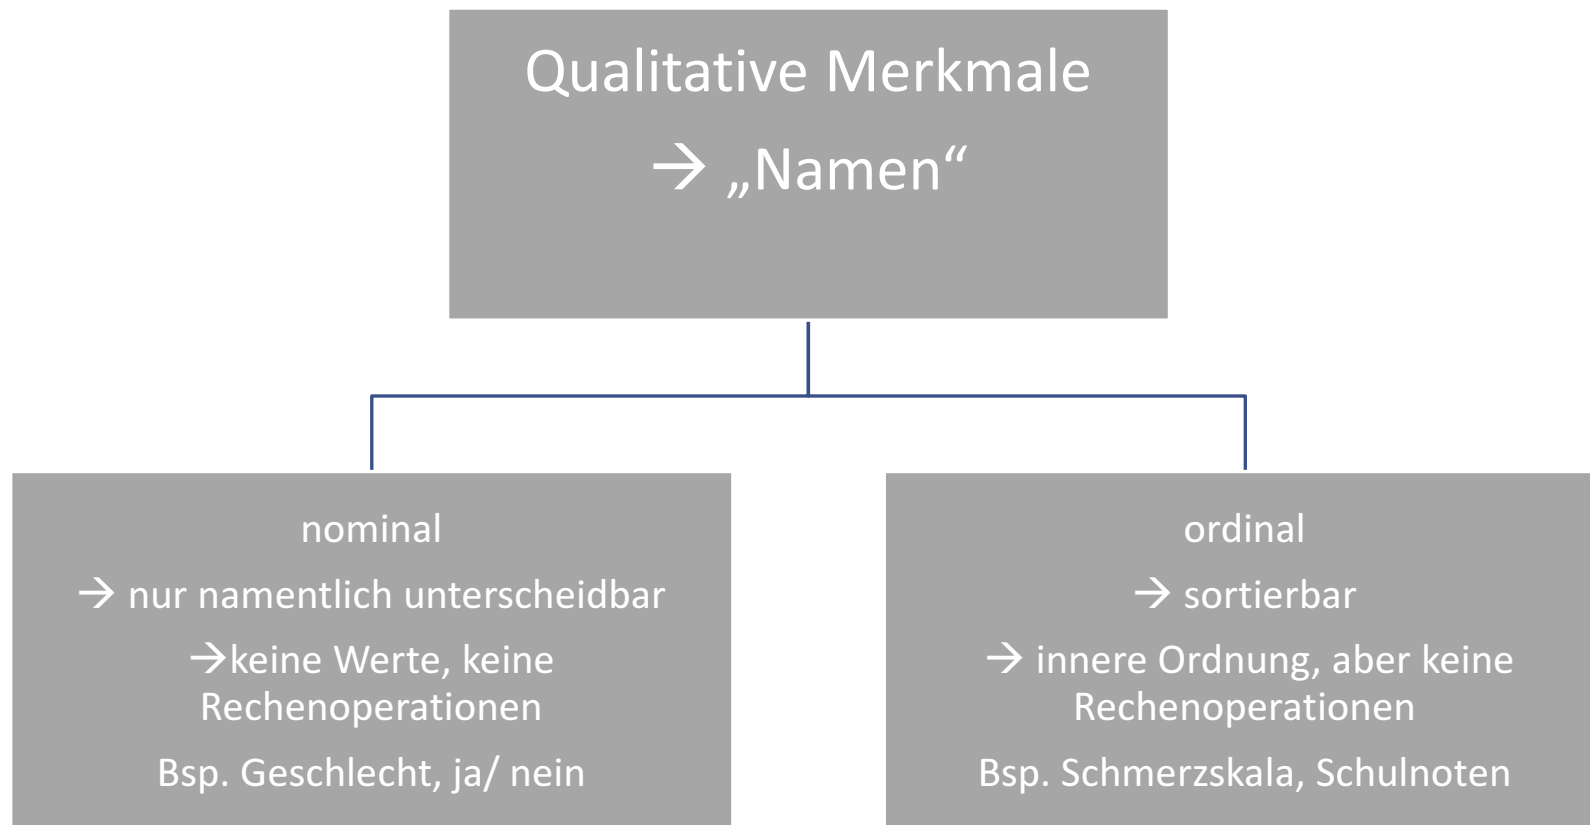 Qualitative Merkmale
→ „Namen“
nominal
→ nur namentlich unterscheidbar
→keine Werte, keine
Rechenoperationen
Bsp. Geschlecht, ja/ nein
ordinal
→ sortierbar
→ innere Ordnung, aber keine
Rechenoperationen
Bsp. Schmerzskala, Schulnoten